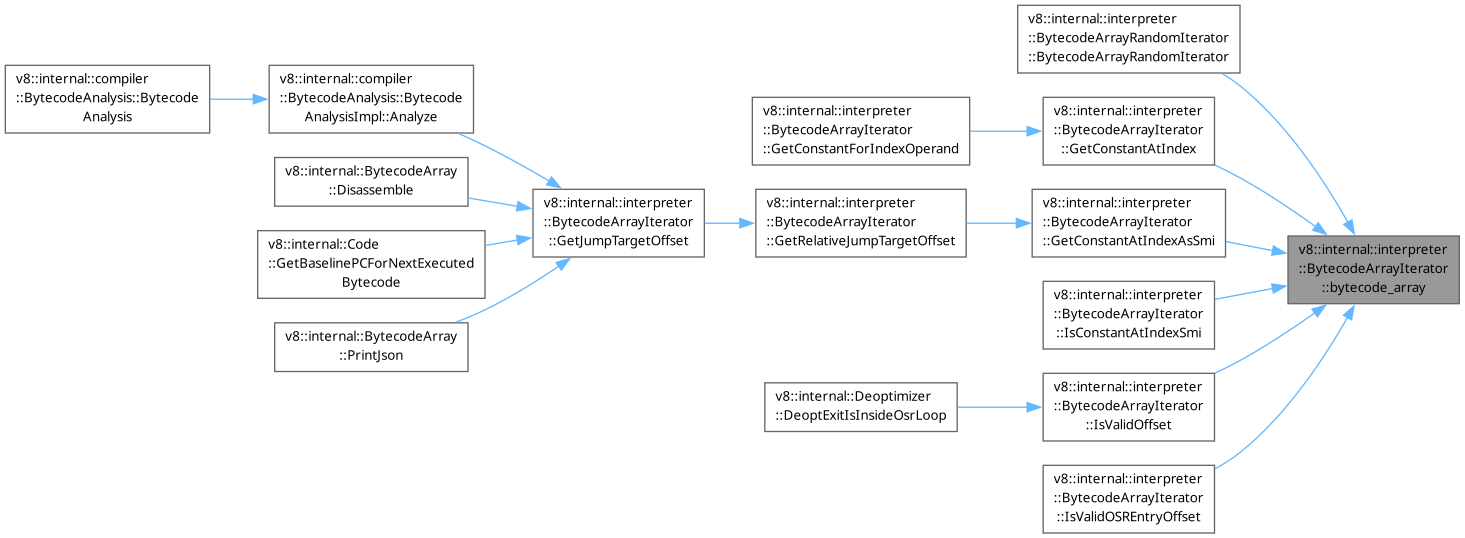 v8::internal::interpreter
::BytecodeArrayRandomIterator
::BytecodeArrayRandomIterator
v8::internal::compiler
::BytecodeAnalysis::Bytecode
Analysis
v8::internal::compiler
::BytecodeAnalysis::Bytecode
AnalysisImpl::Analyze
v8::internal::interpreter
::BytecodeArrayIterator
::GetConstantForIndexOperand
v8::internal::interpreter
::BytecodeArrayIterator
::GetConstantAtIndex
v8::internal::BytecodeArray
::Disassemble
v8::internal::interpreter
::BytecodeArrayIterator
::GetJumpTargetOffset
v8::internal::interpreter
::BytecodeArrayIterator
::GetRelativeJumpTargetOffset
v8::internal::interpreter
::BytecodeArrayIterator
::GetConstantAtIndexAsSmi
v8::internal::Code
::GetBaselinePCForNextExecuted
Bytecode
v8::internal::interpreter
::BytecodeArrayIterator
::bytecode_array
v8::internal::interpreter
::BytecodeArrayIterator
::IsConstantAtIndexSmi
v8::internal::BytecodeArray
::PrintJson
v8::internal::Deoptimizer
::DeoptExitIsInsideOsrLoop
v8::internal::interpreter
::BytecodeArrayIterator
::IsValidOffset
v8::internal::interpreter
::BytecodeArrayIterator
::IsValidOSREntryOffset